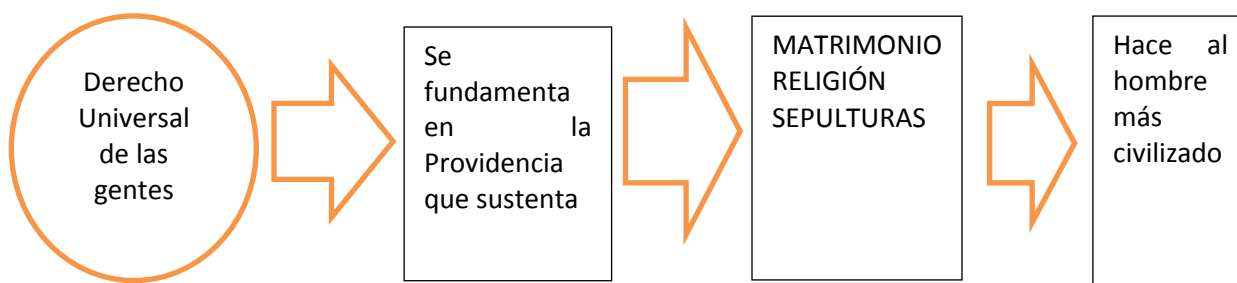 Derecho
Universal
de las
gentes
Se
fundamenta
en la
Providencia
que sustenta
MATRIMONIO
RELIGIÓN
SEPULTURAS
Hace al
hombre
más
civilizado